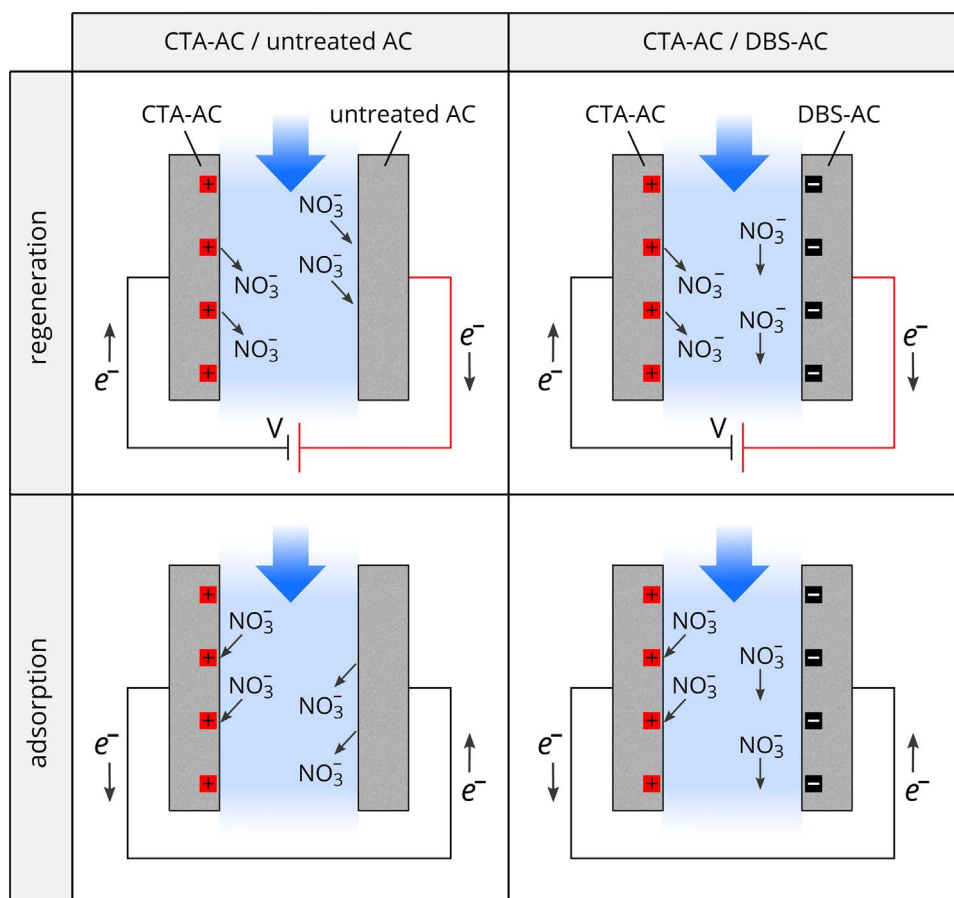 CTA-AC / untreated AC
CTA-AC / DBS-AC
regeneration
CTA-AC
untreated AC
+
+
+
+
NO₃⁻
NO₃⁻
NO₃⁻
NO₃⁻
e⁻
e⁻
V
CTA-AC
DBS-AC
+
+
+
+
−
−
−
−
NO₃⁻
NO₃⁻
NO₃⁻
NO₃⁻
e⁻
e⁻
V
adsorption
+
+
+
+
NO₃⁻
NO₃⁻
NO₃⁻
NO₃⁻
e⁻
e⁻
+
+
+
+
−
−
−
−
NO₃⁻
NO₃⁻
NO₃⁻
NO₃⁻
e⁻
e⁻